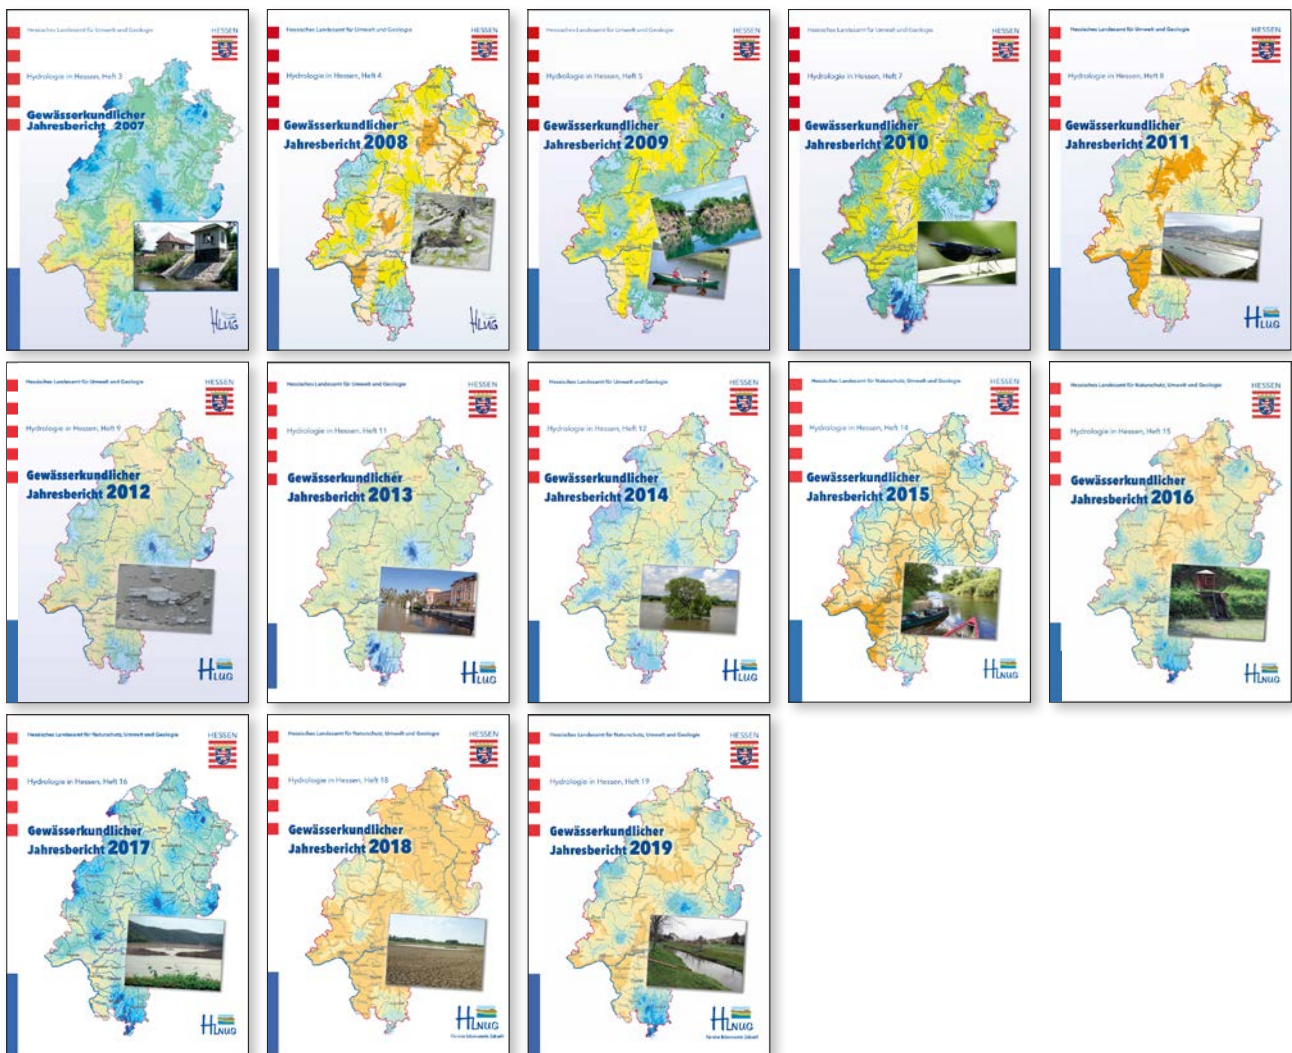 Hessisches Landesamt für Umwelt und Geologie
HESSEN
Hydrologie in Hessen, Heft 3
Gewässerkundlicher
Jahresbericht 2007
HLUG
Hessisches Landesamt für Umwelt und Geologie
HESSEN
Hydrologie in Hessen, Heft 4
Gewässerkundlicher
Jahresbericht 2008
HLUG
Hessisches Landesamt für Umwelt und Geologie
HESSEN
Hydrologie in Hessen, Heft 5
Gewässerkundlicher
Jahresbericht 2009
Hessisches Landesamt für Umwelt und Geologie
HESSEN
Hydrologie in Hessen, Heft 7
Gewässerkundlicher
Jahresbericht 2010
Hessisches Landesamt für Umwelt und Geologie
HESSEN
Hydrologie in Hessen, Heft 8
Gewässerkundlicher
Jahresbericht 2011
HLUG
Hessisches Landesamt für Umwelt und Geologie
HESSEN
Hydrologie in Hessen, Heft 9
Gewässerkundlicher
Jahresbericht 2012
HLUG
Hessisches Landesamt für Umwelt und Geologie
HESSEN
Hydrologie in Hessen, Heft 11
Gewässerkundlicher
Jahresbericht 2013
HLUG
Hessisches Landesamt für Umwelt und Geologie
HESSEN
Hydrologie in Hessen, Heft 12
Gewässerkundlicher
Jahresbericht 2014
HLUG
Hessisches Landesamt für Naturschutz, Umwelt und Geologie
HESSEN
Hydrologie in Hessen, Heft 14
Gewässerkundlicher
Jahresbericht 2015
HLNUG
Hessisches Landesamt für Naturschutz, Umwelt und Geologie
HESSEN
Hydrologie in Hessen, Heft 15
Gewässerkundlicher
Jahresbericht 2016
HLNUG
Hessisches Landesamt für Naturschutz, Umwelt und Geologie
HESSEN
Hydrologie in Hessen, Heft 16
Gewässerkundlicher
Jahresbericht 2017
HLNUG
Hessisches Landesamt für Naturschutz, Umwelt und Geologie
HESSEN
Hydrologie in Hessen, Heft 18
Gewässerkundlicher
Jahresbericht 2018
HLNUG
Für eine lebenswerte Zukunft
Hessisches Landesamt für Naturschutz, Umwelt und Geologie
HESSEN
Hydrologie in Hessen, Heft 19
Gewässerkundlicher
Jahresbericht 2019
HLNUG
Für eine lebenswerte Zukunft